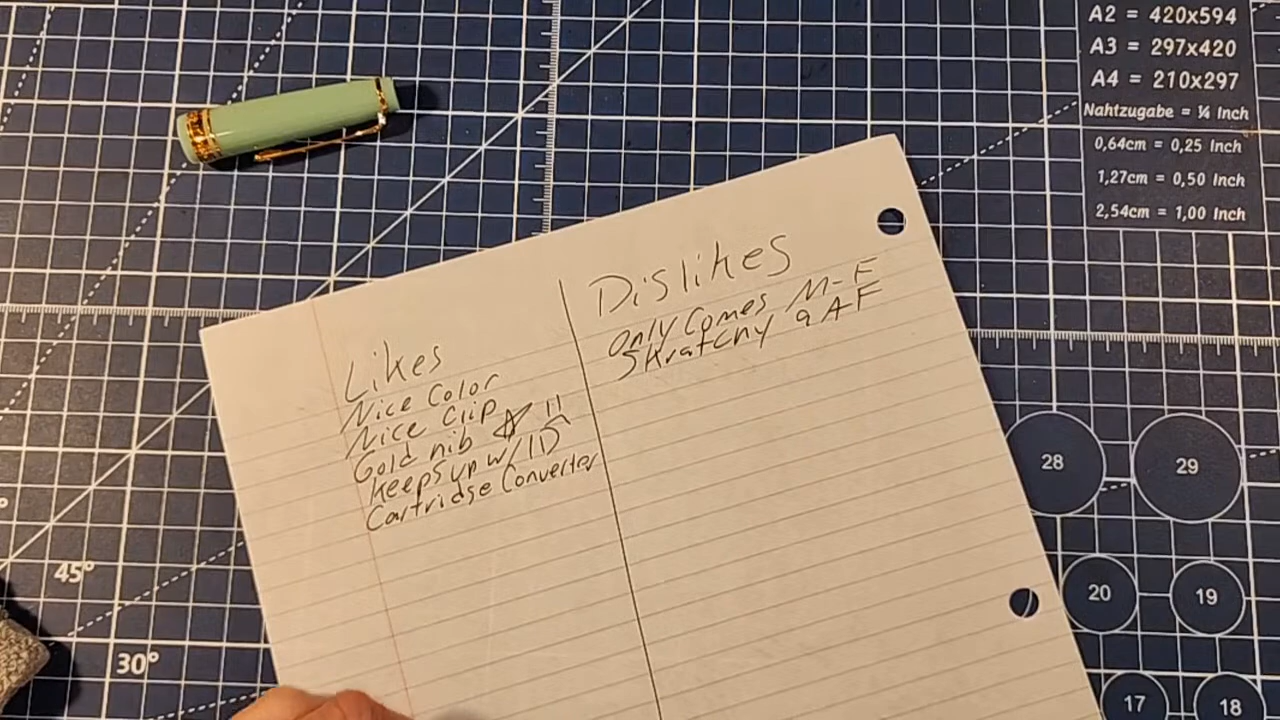 A2 = 420x594
A3 = 297x420
A4 = 210x297
Nahtzugabe = ¼ Inch
0,64cm = 0,25 Inch
1,27cm = 0,50 Inch
2,54cm = 1,00 Inch
Likes
Nice Color
Nice Clip
Gold nib ☆
Keeps up w/
Cartridse Converter
Dislikes
Only Comes M-F
Skratchy a A F
28
29
20
19
17
18
45°
30°